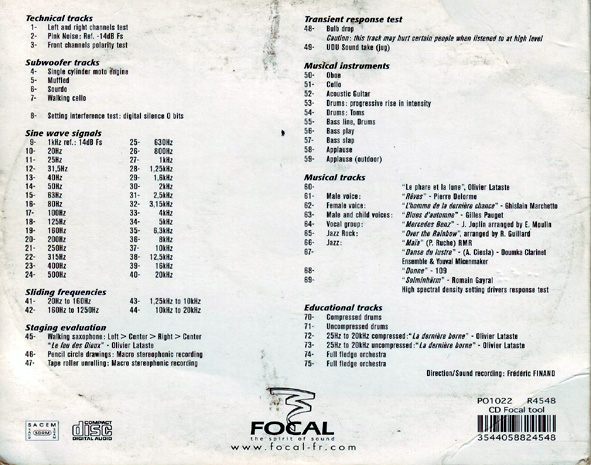 Technical tracks
1- Left and right channels test
2- Pink Noise: Ref. -14dB Fs
3- Front channels polarity test
Subwoofer tracks
4- Single cylinder moto engine
5- Muffled
6- Sourdo
7- Walking cello
8- Setting interference test: digital silence 0 bits
Sine wave signals
9- 1kHz ref.: 14dB Fs
10- 20Hz
11- 25Hz
12- 31,5Hz
13- 40Hz
14- 50Hz
15- 63Hz
16- 80Hz
17- 100Hz
18- 125Hz
19- 160Hz
20- 200Hz
21- 250Hz
22- 315Hz
23- 400Hz
24- 500Hz
25- 630Hz
26- 800Hz
27- 1kHz
28- 1,25kHz
29- 1,6kHz
30- 2kHz
31- 2,5kHz
32- 3,15kHz
33- 4kHz
34- 5kHz
35- 6,3kHz
36- 8kHz
37- 10kHz
38- 12,5kHz
39- 16kHz
40- 20kHz
Sliding frequencies
41- 20Hz to 160Hz
42- 160Hz to 1250Hz
43- 1,25kHz to 10kHz
44- 10kHz to 20kHz
Staging evaluation
45- Walking saxophone: Left > Center > Right > Center
"Le fou des Oiaux" - Olivier Lataste
46- Pencil circle drawings: Macro stereophonic recording
47- Tape roller unrolling: Macro stereophonic recording
Transient response test
48- Bulb drop
Caution: this track may hurt certain people when listened to at high level
49- UDU Sound take (jug)
Musical instruments
50- Oboe
51- Cello
52- Acoustic Guitar
53- Drums: progressive rise in intensity
54- Drums: Toms
55- Bass line, Drums
56- Bass play
57- Bass slap
58- Applause
59- Applause (outdoor)
Musical tracks
60- "Le phare et la lune", Olivier Lataste
61- Male voice: "Rêvez" - Pierre Delorme
62- Female voice: "L'homme de la dernière chance" - Ghislain Marchetto
63- Male and child voices: "Blues d'automne" - Gilles Pauget
64- Vocal group: "Mercedes Benz" - J. Joplin arranged by E. Moulin
65- Jazz Rock: "Over the Rainbow", arranged by R. Guillard
66- Jazz: "Maïa" (P. Ruche) RMR
67- "Danse du lustre" - (A. Ciesla) - Doumka Clarinet
Ensemble & Youval Micenmaker
68- "Donne" - 109
69- "Solminhèrm" - Romain Gayral
High spectral density setting drivers response test
Educational tracks
70- Compressed drums
71- Uncompressed drums
72- 25Hz to 20kHz compressed: "La dernière borne" - Olivier Lataste
73- 25Hz to 20kHz uncompressed: "La dernière borne" - Olivier Lataste
74- Full fledge orchestra
75- Full fledge orchestra
Direction/Sound recording: Frédéric FINAND
SACEM
SDRM
COMPACT
disc
DIGITAL AUDIO
FOCAL
the spirit of sound
www.focal-fr.com
PO1022 R4548
CD Focal tool
3544058824548